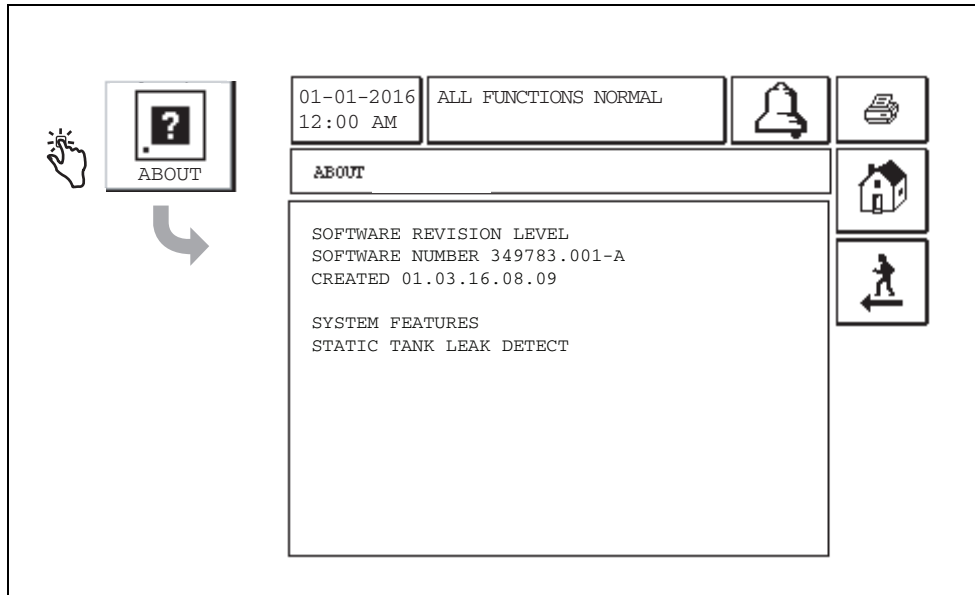 ?
ABOUT
01-01-2016
12:00 AM
ALL FUNCTIONS NORMAL
ABOUT
SOFTWARE REVISION LEVEL
SOFTWARE NUMBER 349783.001-A
CREATED 01.03.16.08.09
SYSTEM FEATURES
STATIC TANK LEAK DETECT